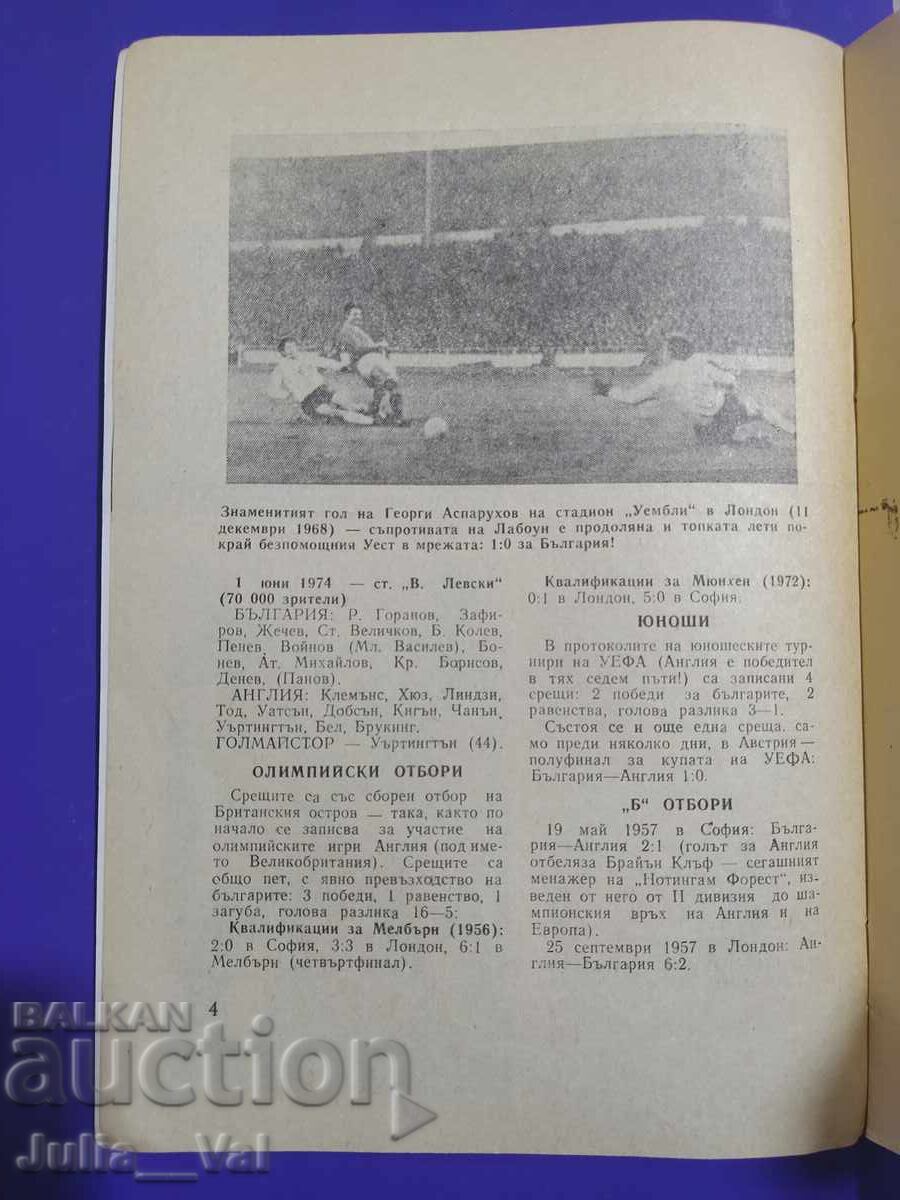 Знаменитият гол на Георги Аспарухов на стадион „Уембли“ в Лондон (11
декември 1968) — съпротивата на Лабоун е продоляна и топката лети по-
край безпомощния Уест в мрежата: 1:0 за България!
1 юни 1974 — ст. „В. Левски“
(70 000 зрители)
БЪЛГАРИЯ: Р. Горанов, Зафи-
ров, Жечев, Ст. Величков, Б. Колев,
Пенев, Войнов (Мл. Василев), Бо-
нев, Ат. Михайлов, Кр. Борисов,
Денев, (Панов).
АНГЛИЯ: Клемънс, Хюз, Линдзи,
Тод, Уатсън, Добсън, Кигън, Чанън,
Уъртингтън, Бел, Брукинг.
ГОЛМАЙСТОР — Уъртингтън (44).
ОЛИМПИЙСКИ ОТБОРИ
Срещите са със сборен отбор на
Британския остров — така, както по
начало се записва за участие на
олимпийските игри Англия (под име-
то Великобритания). Срещите са
общо пет, с явно превъзходство на
българите: 3 победи, 1 равенство, 1
загуба, голова разлика 16—5:
Квалификации за Мелбърн (1956):
2:0 в София, 3:3 в Лондон, 6:1 в
Мелбърн (четвъртфинал).
4
Квалификации за Мюнхен (1972):
0:1 в Лондон, 5:0 в София.
ЮНОШИ
В протоколите на юношеските тур-
нири на УЕФА (Англия е победител
в тях седем пъти!) са записани 4
срещи: 2 победи за българите, 2
равенства, голова разлика 3—1.
Състоя се и още една среща, са-
мо преди няколко дни, в Австрия —
полуфинал за купата на УЕФА:
България—Англия 1:0.
„Б“ ОТБОРИ
19 май 1957 в София: Бълга-
рия—Англия 2:1 (голът за Англия
отбеляза Брайън Клъф — сегашният
менажер на „Нотингам Форест“, из-
веден от него от II дивизия до ша-
мпионския връх на Англия и на
Европа).
25 септември 1957 в Лондон: Ан-
глия—България 6:2.
BALKAN
auction
Julia__Val